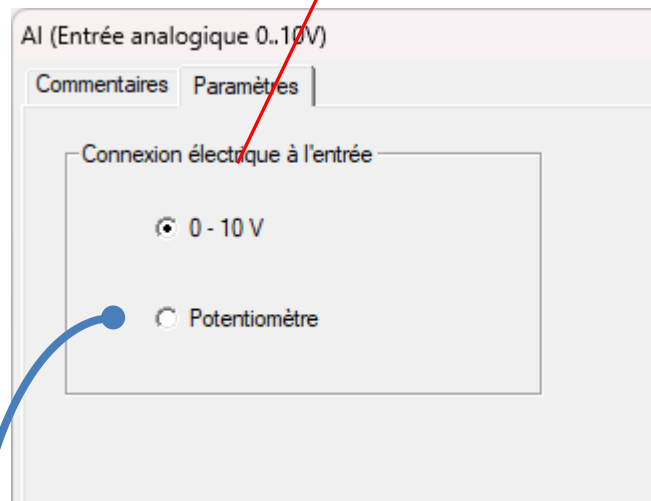 AI (Entrée analogique 0..10V)
Commentaires Paramètres
Connexion électrique à l'entrée
0 - 10 V
Potentiomètre